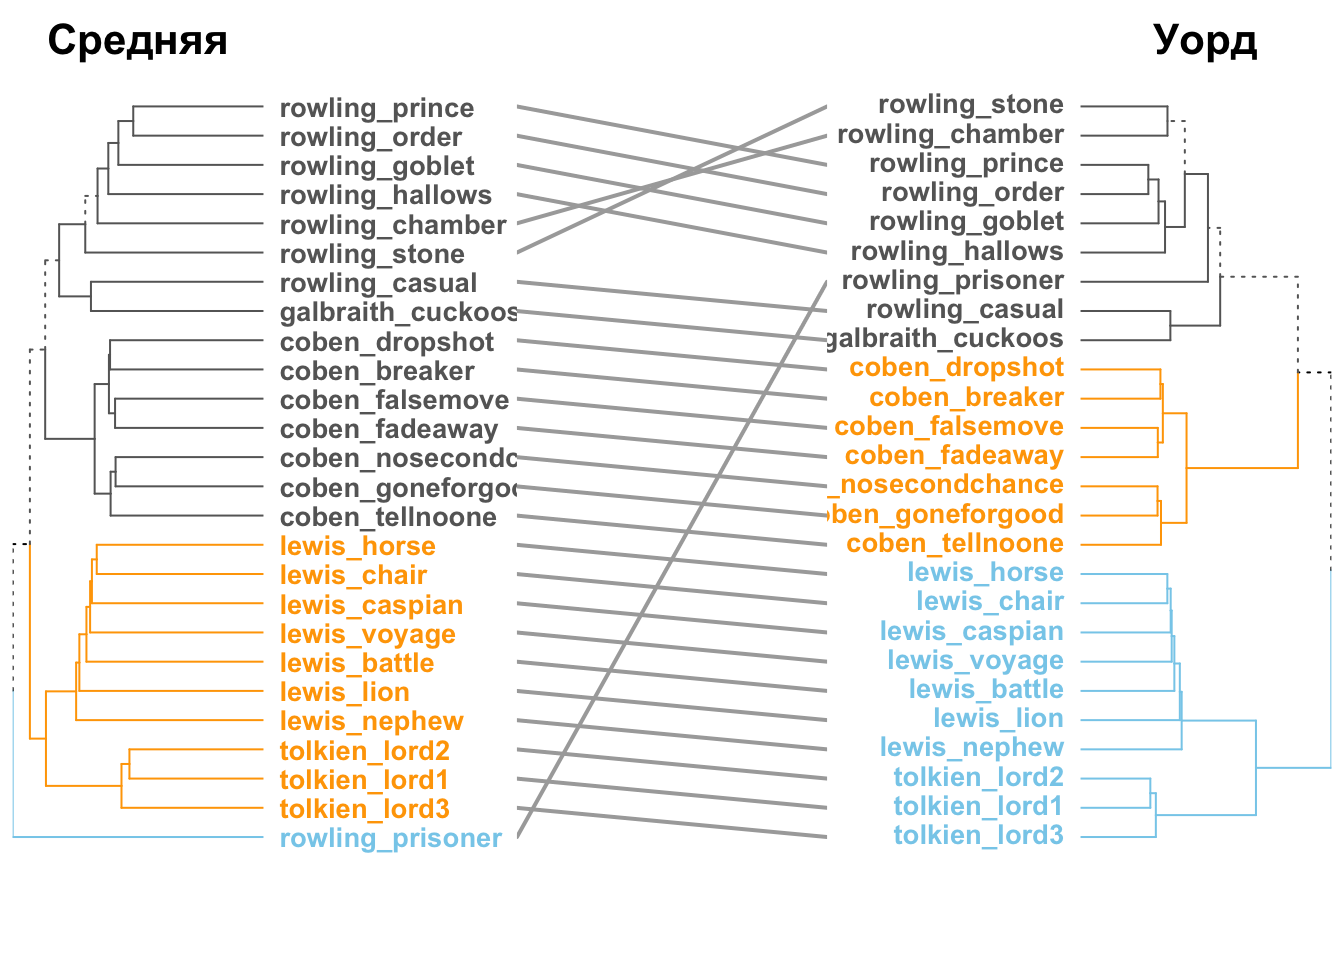 Средняя
Уорд
rowling_prince
rowling_order
rowling_goblet
rowling_hallows
rowling_chamber
rowling_stone
rowling_casual
galbraith_cuckoos
coben_dropshot
coben_breaker
coben_falsemove
coben_fadeaway
coben_nosecondc
coben_goneforgoo
coben_tellnoone
lewis_horse
lewis_chair
lewis_caspian
lewis_voyage
lewis_battle
lewis_lion
lewis_nephew
tolkien_lord2
tolkien_lord1
tolkien_lord3
rowling_prisoner
rowling_stone
rowling_chamber
rowling_prince
rowling_order
rowling_goblet
rowling_hallows
rowling_prisoner
rowling_casual
galbraith_cuckoos
coben_dropshot
coben_breaker
coben_falsemove
coben_fadeaway
_nosecondchance
oben_goneforgood
coben_tellnoone
lewis_horse
lewis_chair
lewis_caspian
lewis_voyage
lewis_battle
lewis_lion
lewis_nephew
tolkien_lord2
tolkien_lord1
tolkien_lord3